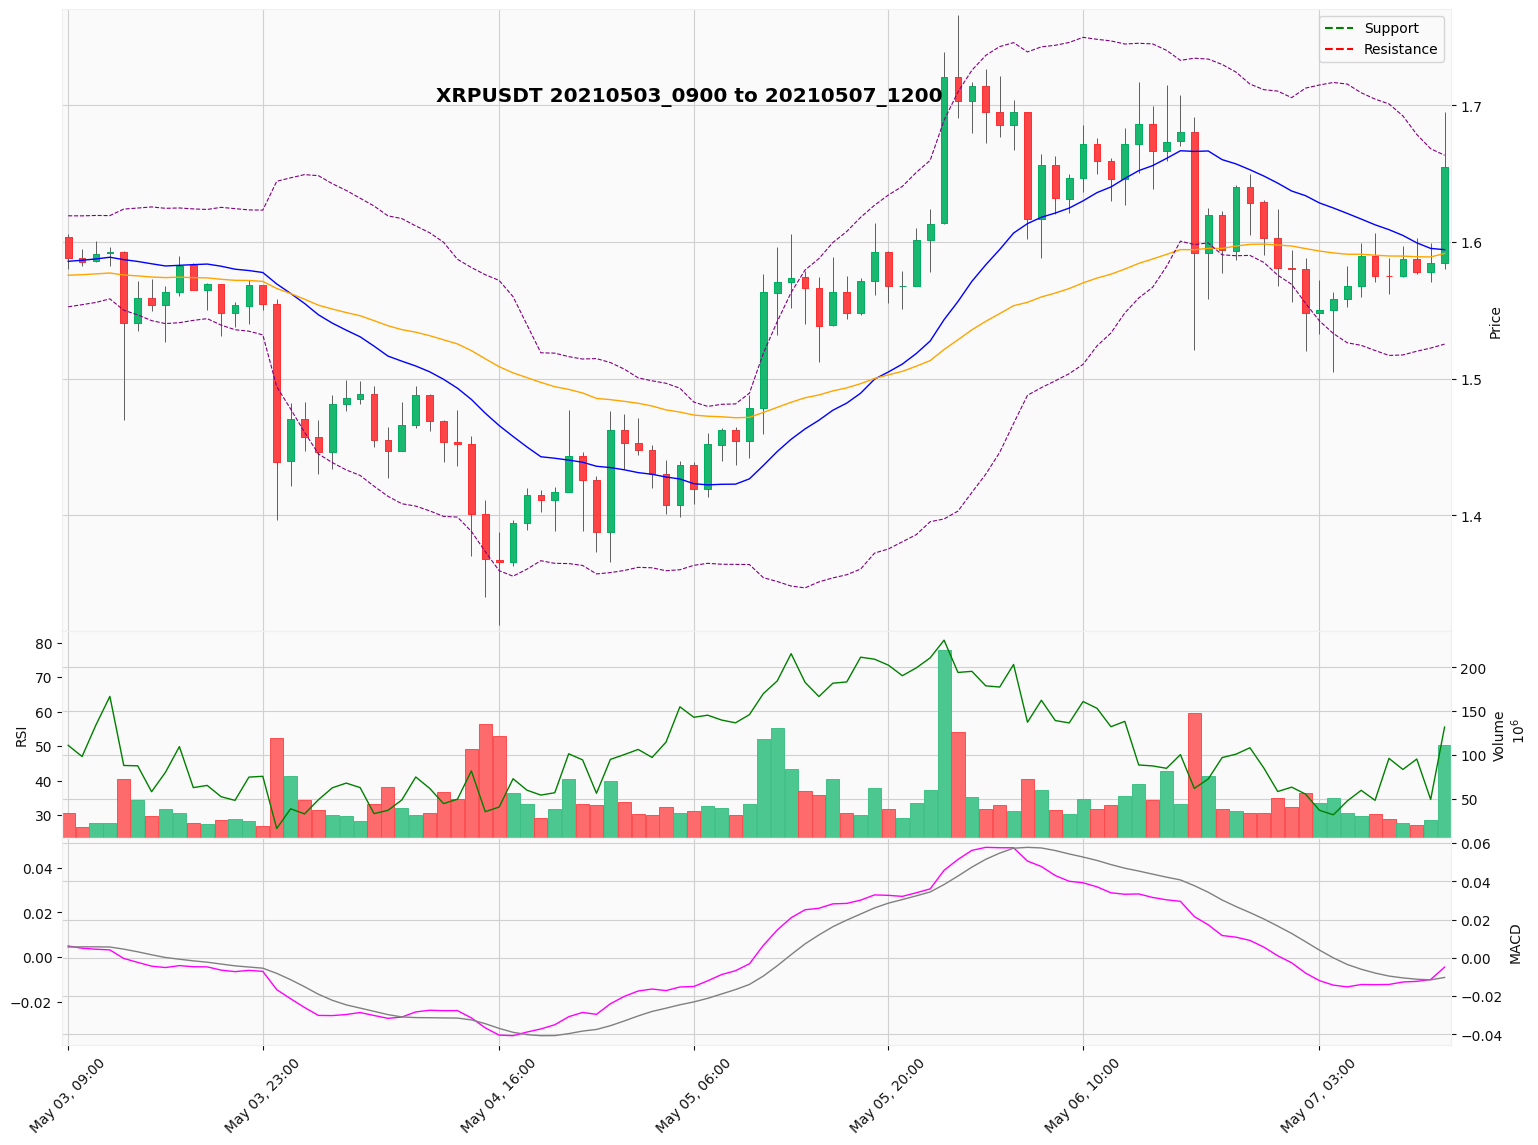 Support
Resistance
XRPUSDT 20210503_0900 to 20210507_1200
1.7
1.6
1.5
1.4
Price
80
70
60
50
40
30
RSI
200
150
100
50
Volume
10^6
0.04
0.02
0.00
−0.02
0.06
0.04
0.02
0.00
−0.02
−0.04
MACD
May 03, 09:00
May 03, 23:00
May 04, 16:00
May 05, 06:00
May 05, 20:00
May 06, 10:00
May 07, 03:00